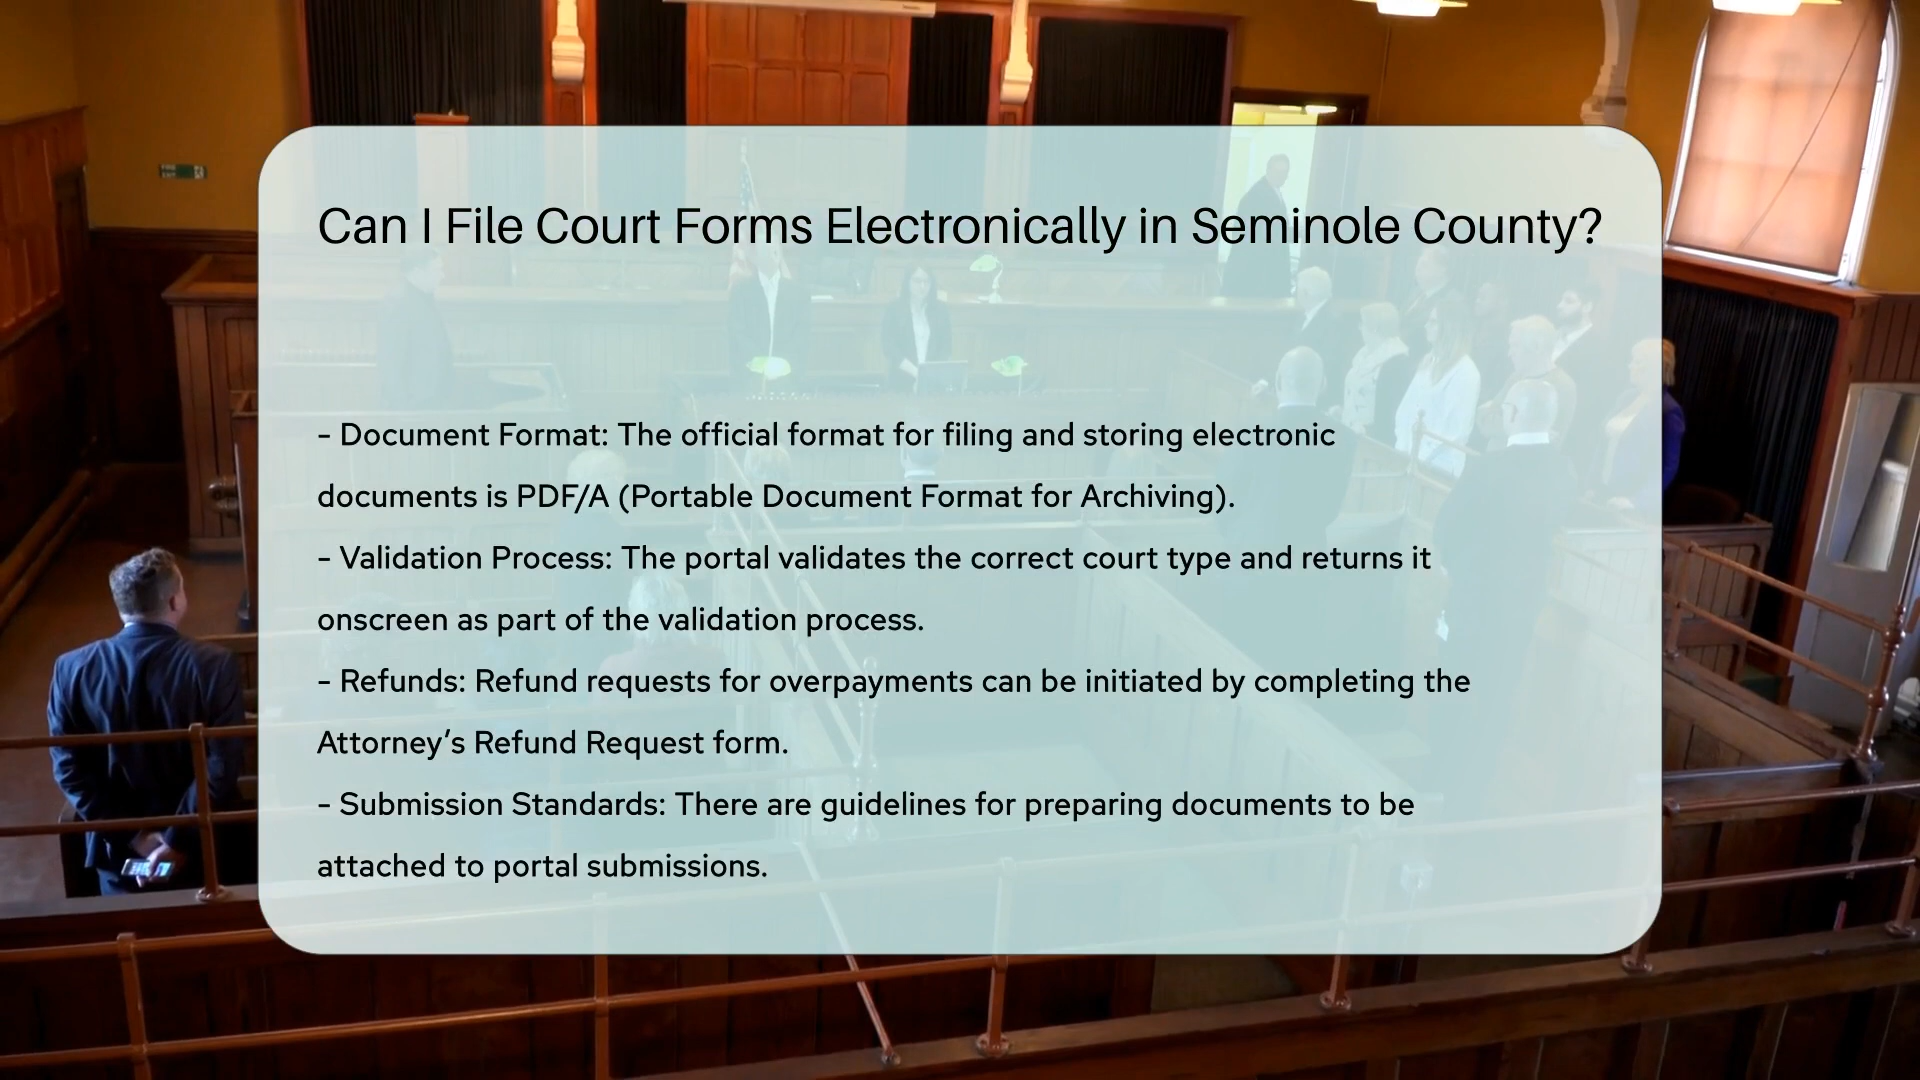 Can I File Court Forms Electronically in Seminole County?
– Document Format: The official format for filing and storing electronic
documents is PDF/A (Portable Document Format for Archiving).
– Validation Process: The portal validates the correct court type and returns it
onscreen as part of the validation process.
– Refunds: Refund requests for overpayments can be initiated by completing the
Attorney’s Refund Request form.
– Submission Standards: There are guidelines for preparing documents to be
attached to portal submissions.